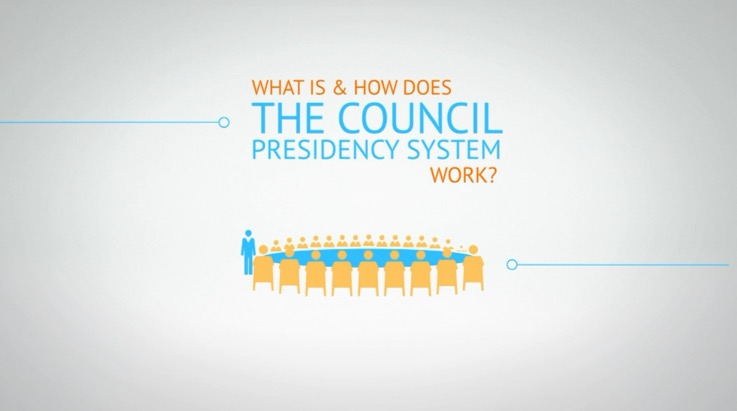 WHAT IS & HOW DOES
THE COUNCIL
PRESIDENCY SYSTEM
WORK?